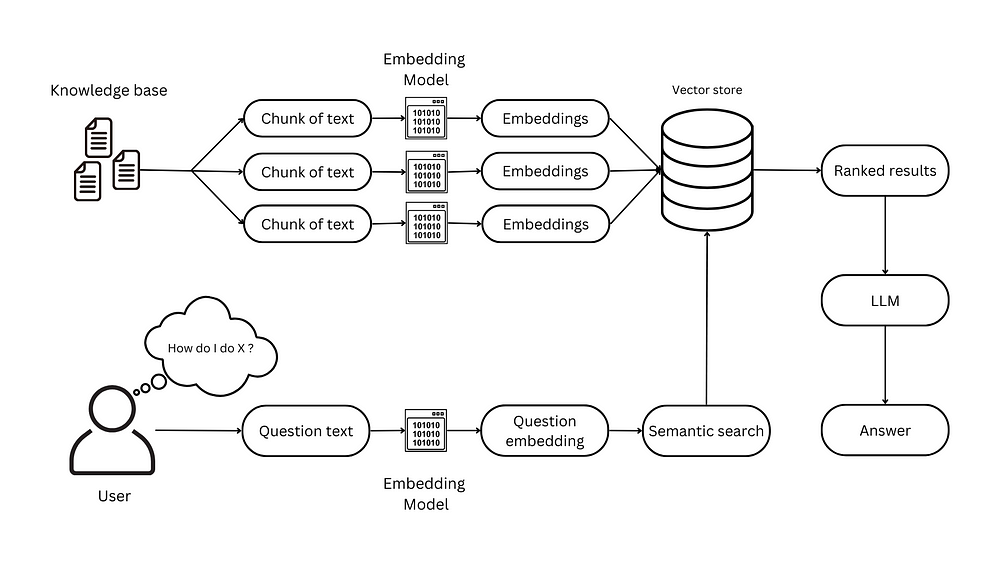 Embedding
Model
Knowledge base
Vector store
Chunk of text
101010
101010
101010
Embeddings
Chunk of text
101010
101010
101010
Embeddings
Ranked results
Chunk of text
101010
101010
101010
Embeddings
LLM
How do I do X ?
Question text
101010
101010
101010
Question
embedding
Semantic search
Answer
Embedding
Model
User